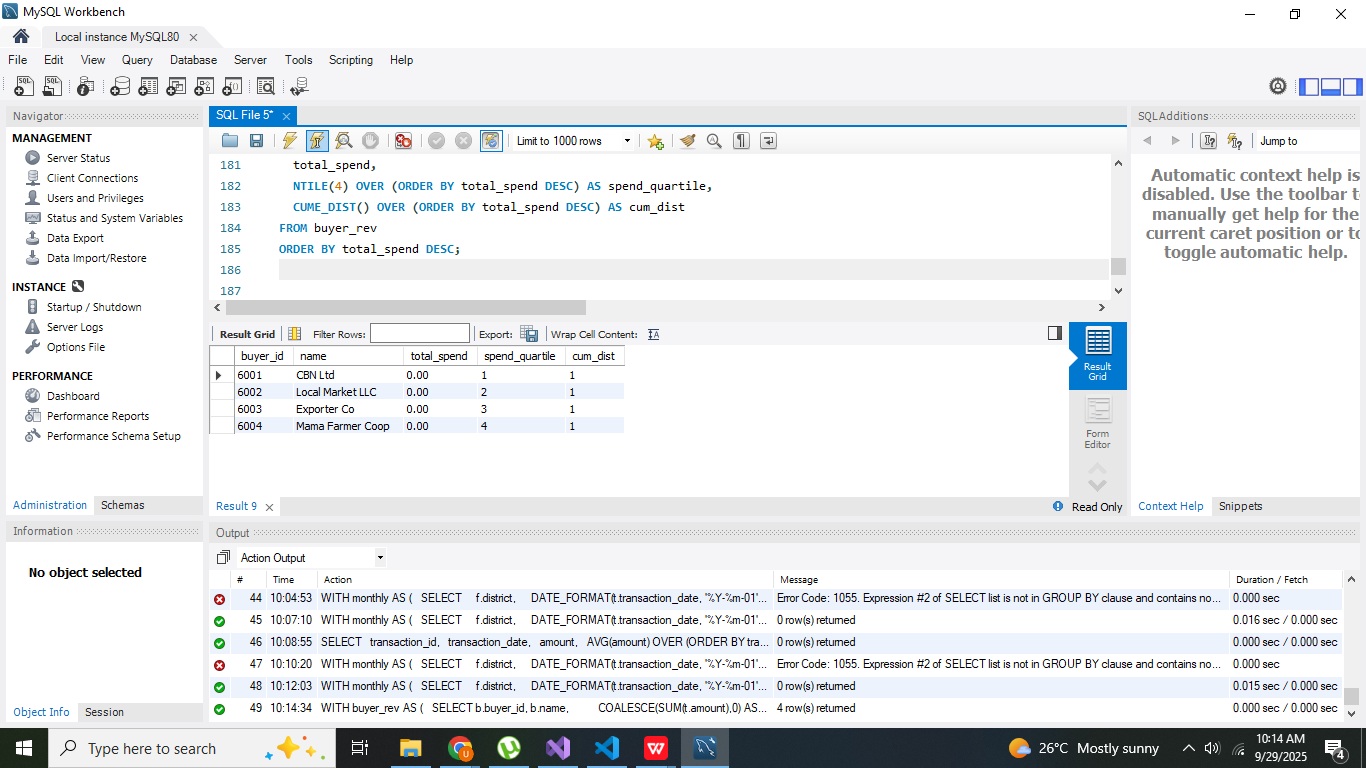 MySQL Workbench
Local instance MySQL80
File Edit View Query Database Server Tools Scripting Help
Navigator
MANAGEMENT
Server Status
Client Connections
Users and Privileges
Status and System Variables
Data Export
Data Import/Restore
INSTANCE
Startup / Shutdown
Server Logs
Options File
PERFORMANCE
Dashboard
Performance Reports
Performance Schema Setup
Administration Schemas
Information
No object selected
Object Info Session
SQL File 5*
Limit to 1000 rows
181 total_spend,
182 NTILE(4) OVER (ORDER BY total_spend DESC) AS spend_quartile,
183 CUME_DIST() OVER (ORDER BY total_spend DESC) AS cum_dist
184 FROM buyer_rev
185 ORDER BY total_spend DESC;
186
187
Result Grid Filter Rows: Export: Wrap Cell Content:
buyer_id name total_spend spend_quartile cum_dist
6001 CBN Ltd 0.00 1 1
6002 Local Market LLC 0.00 2 1
6003 Exporter Co 0.00 3 1
6004 Mama Farmer Coop 0.00 4 1
Result Grid
Form Editor
Result 9
Read Only
SQLAdditions
Jump to
Automatic context help is
disabled. Use the toolbar t
manually get help for the
current caret position or to
toggle automatic help.
Context Help Snippets
Output
Action Output
# Time Action Message Duration / Fetch
44 10:04:53 WITH monthly AS ( SELECT f.district, DATE_FORMAT(t.transaction_date, '%Y-%m-01'... Error Code: 1055. Expression #2 of SELECT list is not in GROUP BY clause and contains no... 0.000 sec
45 10:07:10 WITH monthly AS ( SELECT f.district, DATE_FORMAT(t.transaction_date, '%Y-%m-01'... 0 row(s) returned 0.016 sec / 0.000 sec
46 10:08:55 SELECT transaction_id, transaction_date, amount, AVG(amount) OVER (ORDER BY tra... 0 row(s) returned 0.000 sec / 0.000 sec
47 10:10:20 WITH monthly AS ( SELECT f.district, DATE_FORMAT(t.transaction_date, '%Y-%m-01'... Error Code: 1055. Expression #2 of SELECT list is not in GROUP BY clause and contains no... 0.000 sec
48 10:12:03 WITH monthly AS ( SELECT f.district, DATE_FORMAT(t.transaction_date, '%Y-%m-01'... 0 row(s) returned 0.015 sec / 0.000 sec
49 10:14:34 WITH buyer_rev AS ( SELECT b.buyer_id, b.name, COALESCE(SUM(t.amount),0) AS... 4 row(s) returned 0.000 sec / 0.000 sec
Type here to search
26°C Mostly sunny
10:14 AM
9/29/2025
4